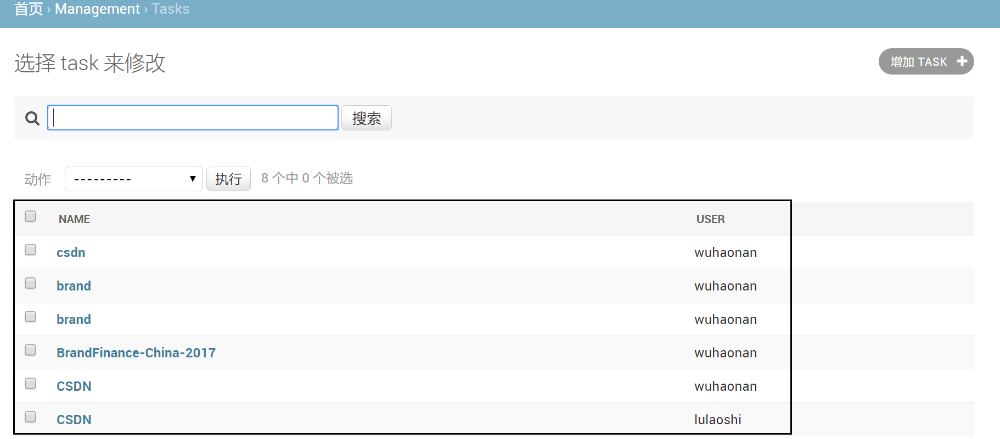 首页 › Management › Tasks
选择 task 来修改
增加 TASK
搜索
动作 --------- 执行 8 个中 0 个被选
NAME USER
csdn wuhaonan
brand wuhaonan
brand wuhaonan
BrandFinance-China-2017 wuhaonan
CSDN wuhaonan
CSDN lulaoshi